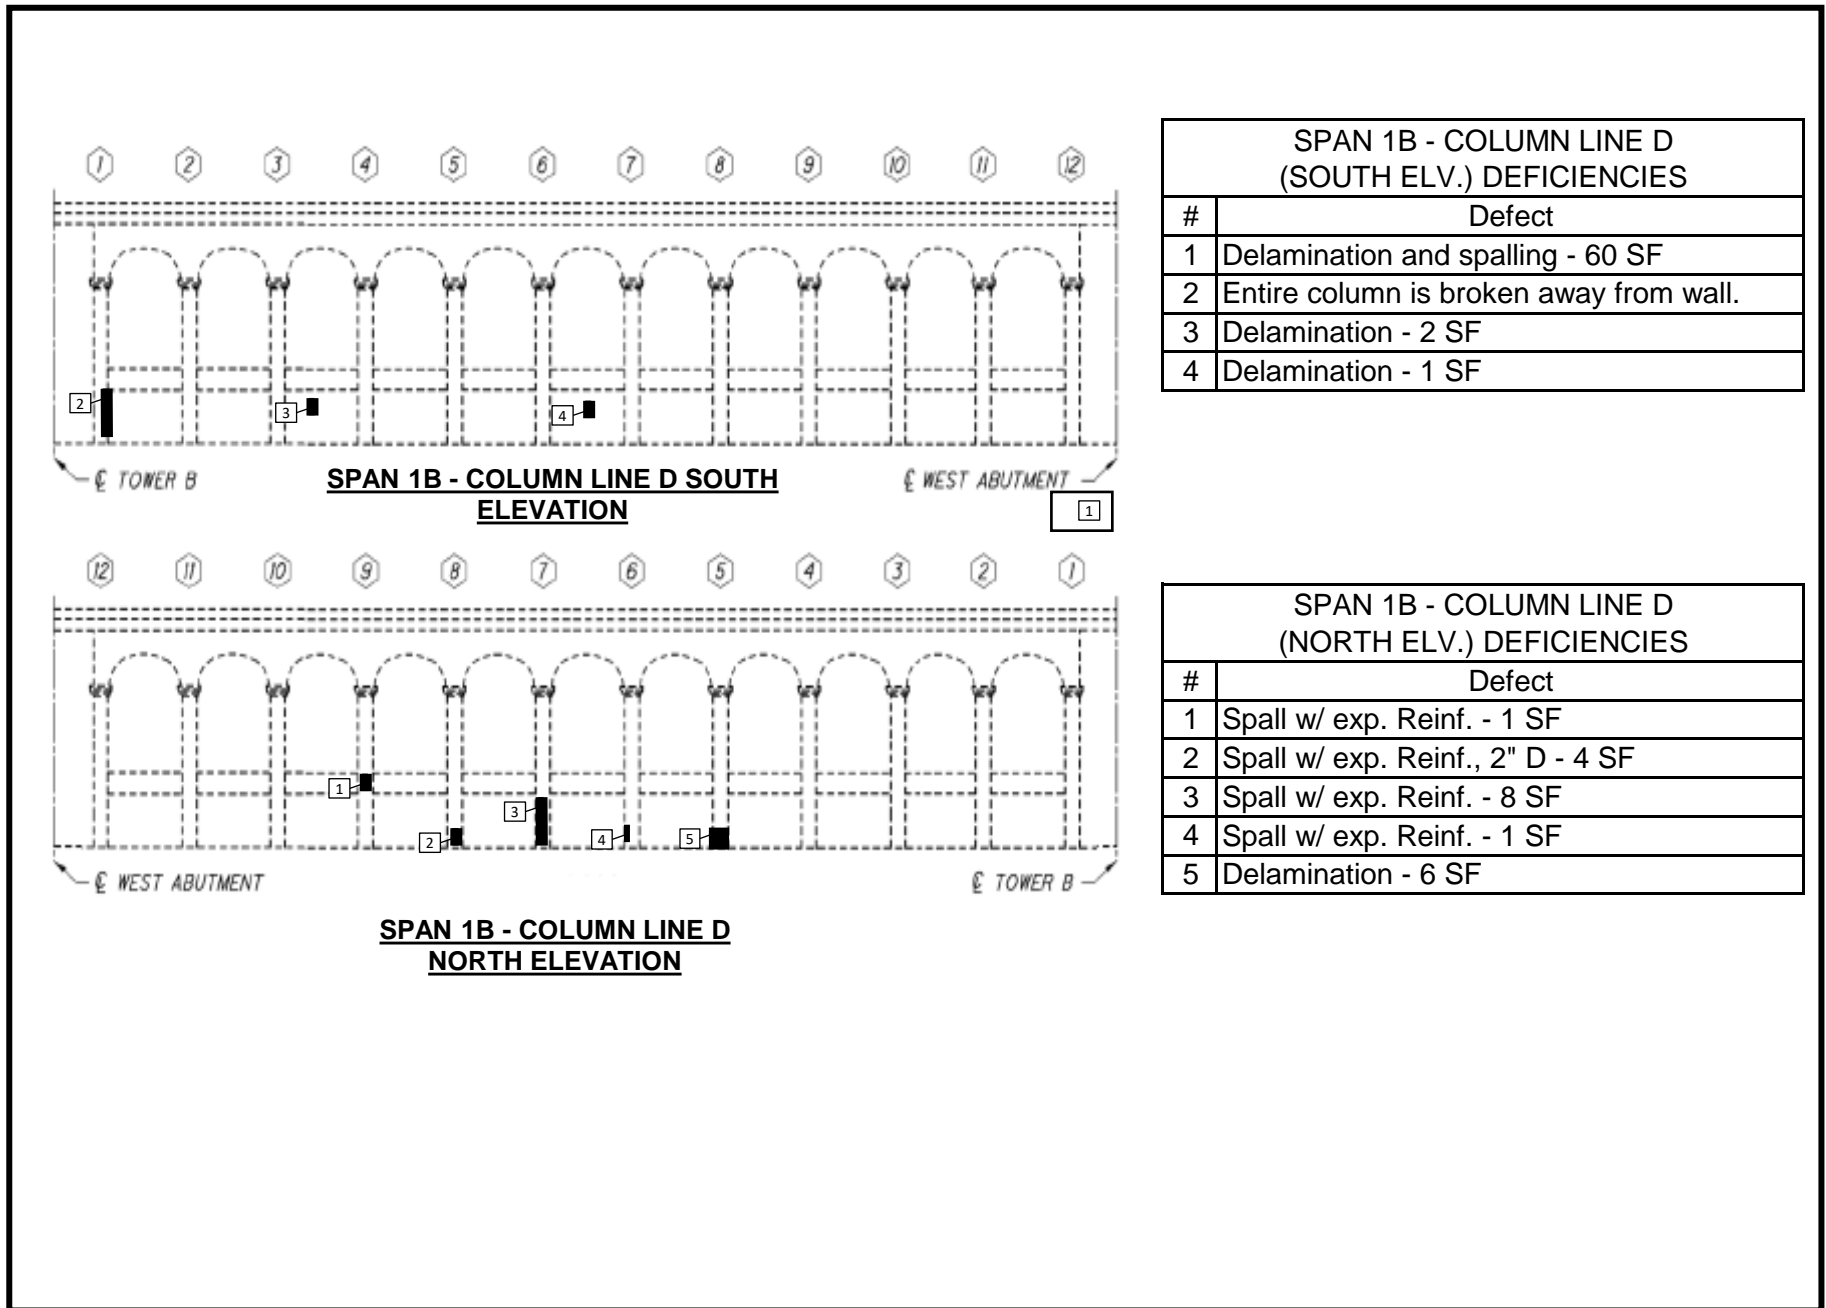 1 2 3 4 5 6 7 8 9 10 11 12
2
3
4
℄ TOWER B
℄ WEST ABUTMENT
SPAN 1B - COLUMN LINE D SOUTH
ELEVATION
1
SPAN 1B - COLUMN LINE D
(SOUTH ELV.) DEFICIENCIES
# Defect
1 Delamination and spalling - 60 SF
2 Entire column is broken away from wall.
3 Delamination - 2 SF
4 Delamination - 1 SF
12 11 10 9 8 7 6 5 4 3 2 1
1
2
3
4
5
℄ WEST ABUTMENT
℄ TOWER B
SPAN 1B - COLUMN LINE D
NORTH ELEVATION
SPAN 1B - COLUMN LINE D
(NORTH ELV.) DEFICIENCIES
# Defect
1 Spall w/ exp. Reinf. - 1 SF
2 Spall w/ exp. Reinf., 2" D - 4 SF
3 Spall w/ exp. Reinf. - 8 SF
4 Spall w/ exp. Reinf. - 1 SF
5 Delamination - 6 SF